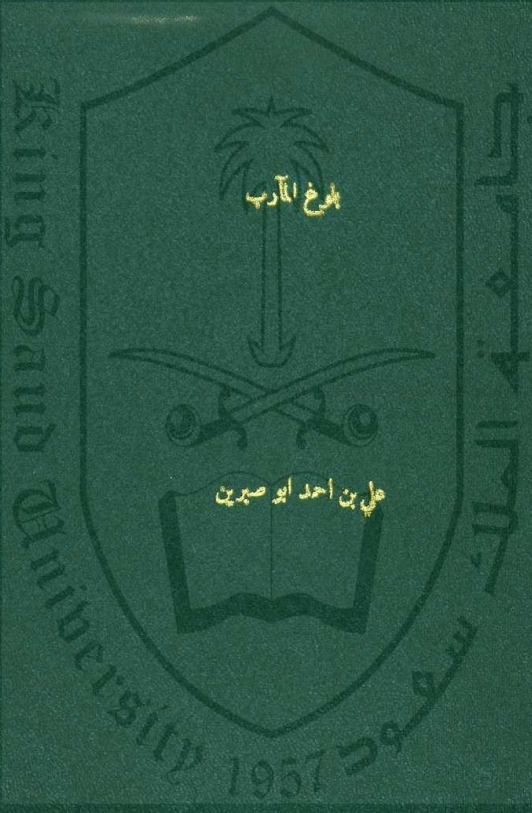 بلوغ المآرب
علي بن احمد ابو صبرين
King Saud University 1957
جامعة الملك سعود